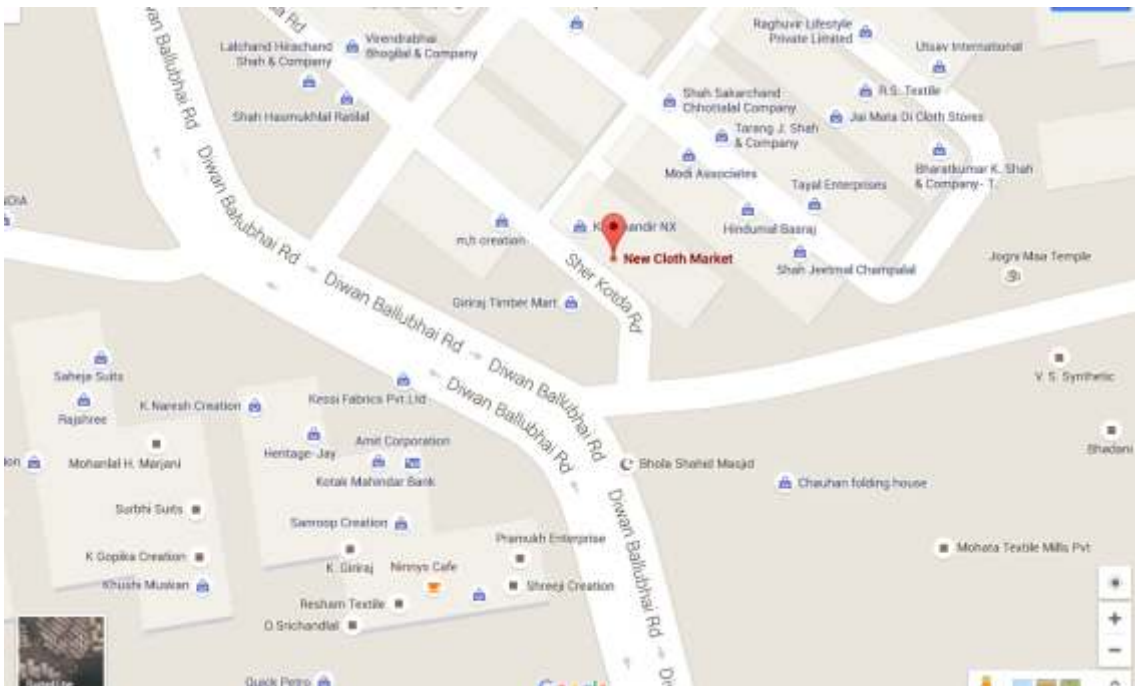 Raghuvir Lifestyle
Private Limited
Utsav International
Lalchand Hirachand
Shah & Company
Virendrabhai
Bhogilal & Company
Shah Hasmukhlal Ratilal
R.S. Textile
Shah Sakarchand
Chhottalal Company
Jai Mata Di Cloth Stores
Tarang J. Shah
& Company
Modi Associates
Bharatkumar K. Shah
& Company- T.
Tayal Enterprises
Diwan Ballubhai Rd
Diwan Ballubhai Rd
m.h creation
Hindumal Basraj
New Cloth Market
Sher Kotda Rd
Shah Jeetmal Champalal
Jogni Maa Temple
Giriraj Timber Mart
Diwan Ballubhai Rd
Diwan Ballubhai Rd
Diwan Ballubhai Rd
V. S. Synthetic
Saheja Suits
Rajshree
K.Naresh Creation
Kessi Fabrics Pvt.Ltd
Heritage-Jay
Amit Corporation
Kotak Mahindar Bank
Mohanlal H. Marjani
Bhola Shahid Masjid
Bhadani
Chauhan folding house
Surbhi Suits
Samroop Creation
Diwan Ballubhai Rd
Pramukh Enterprise
Mohata Textile Mills Pvt
K Gopika Creation
K. Giriraj
Ninnys Cafe
Khushi Muskan
Shreeji Creation
Resham Textile
D.Srichandlal
Quick Petro
Google